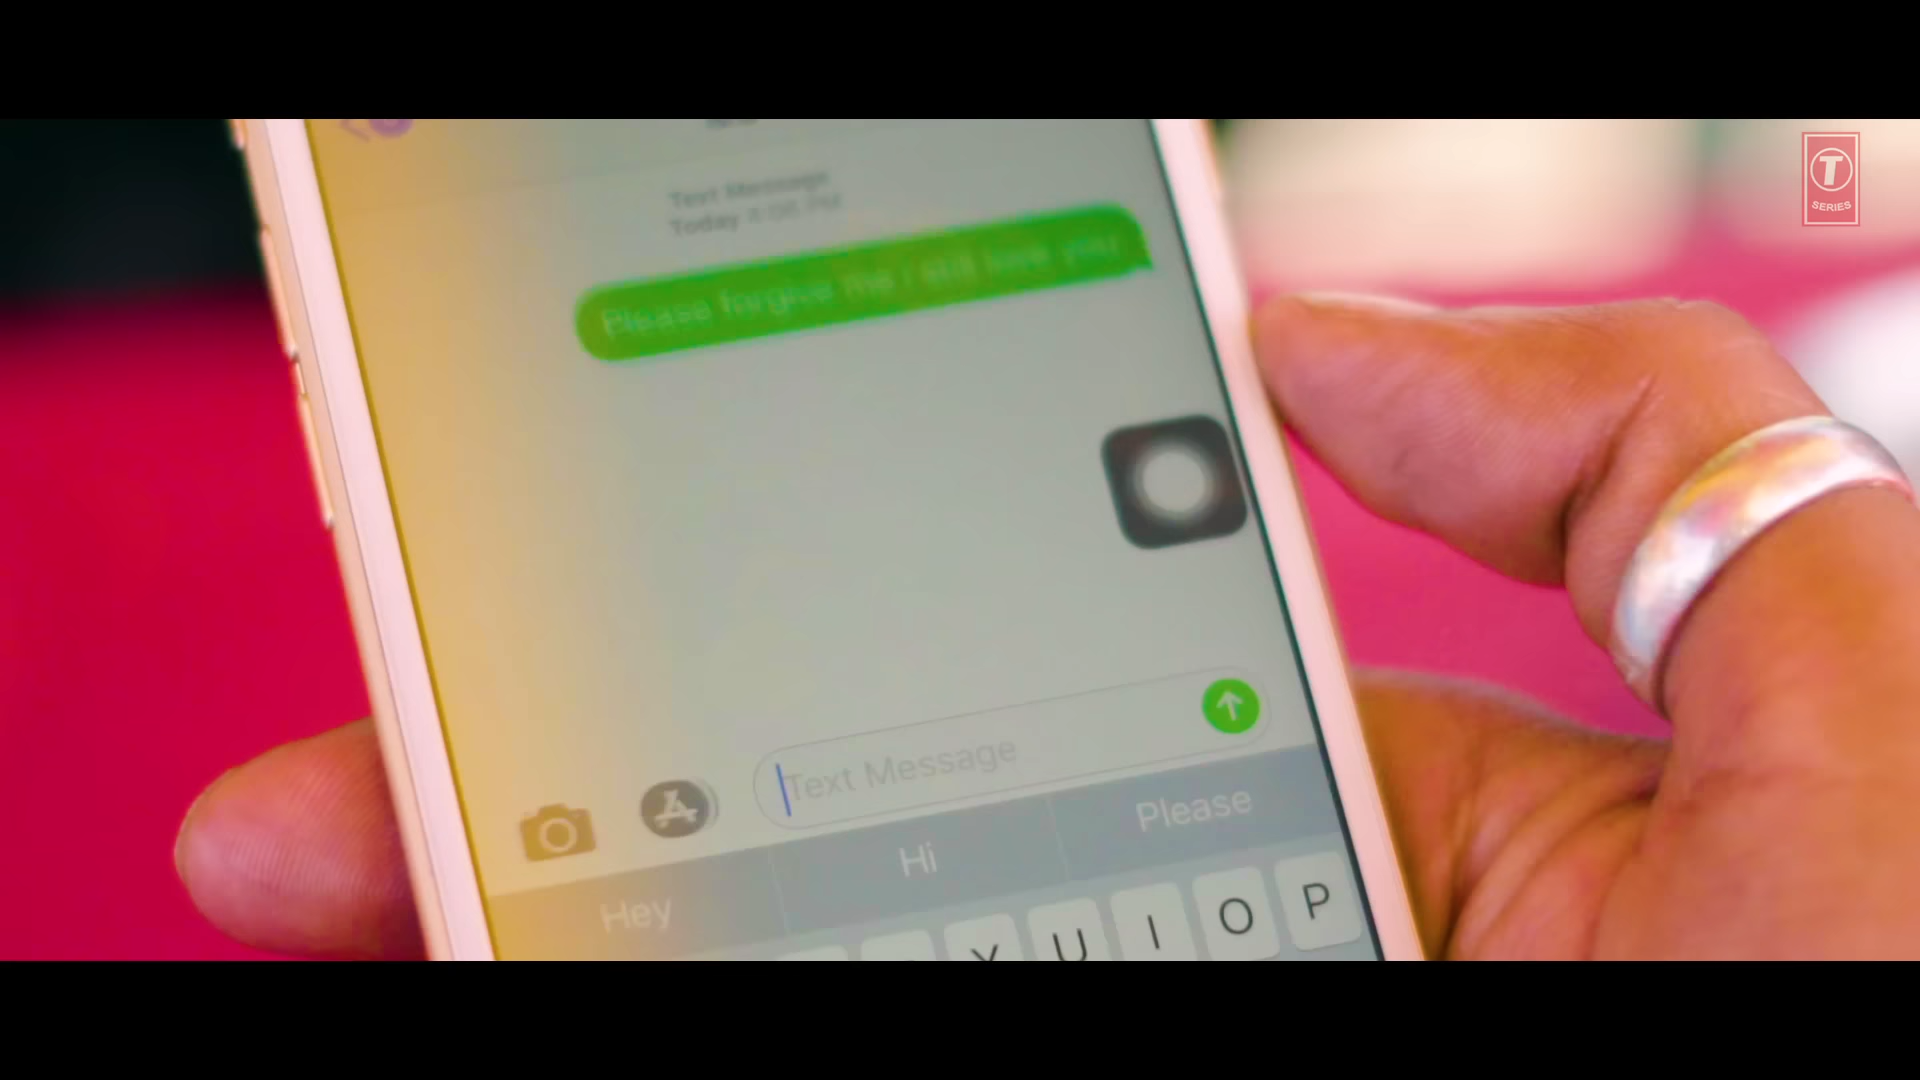 T
SERIES
Text Message
Today
Please forgive me i still love you
Text Message
Hey
Hi
Please
Y U I O P